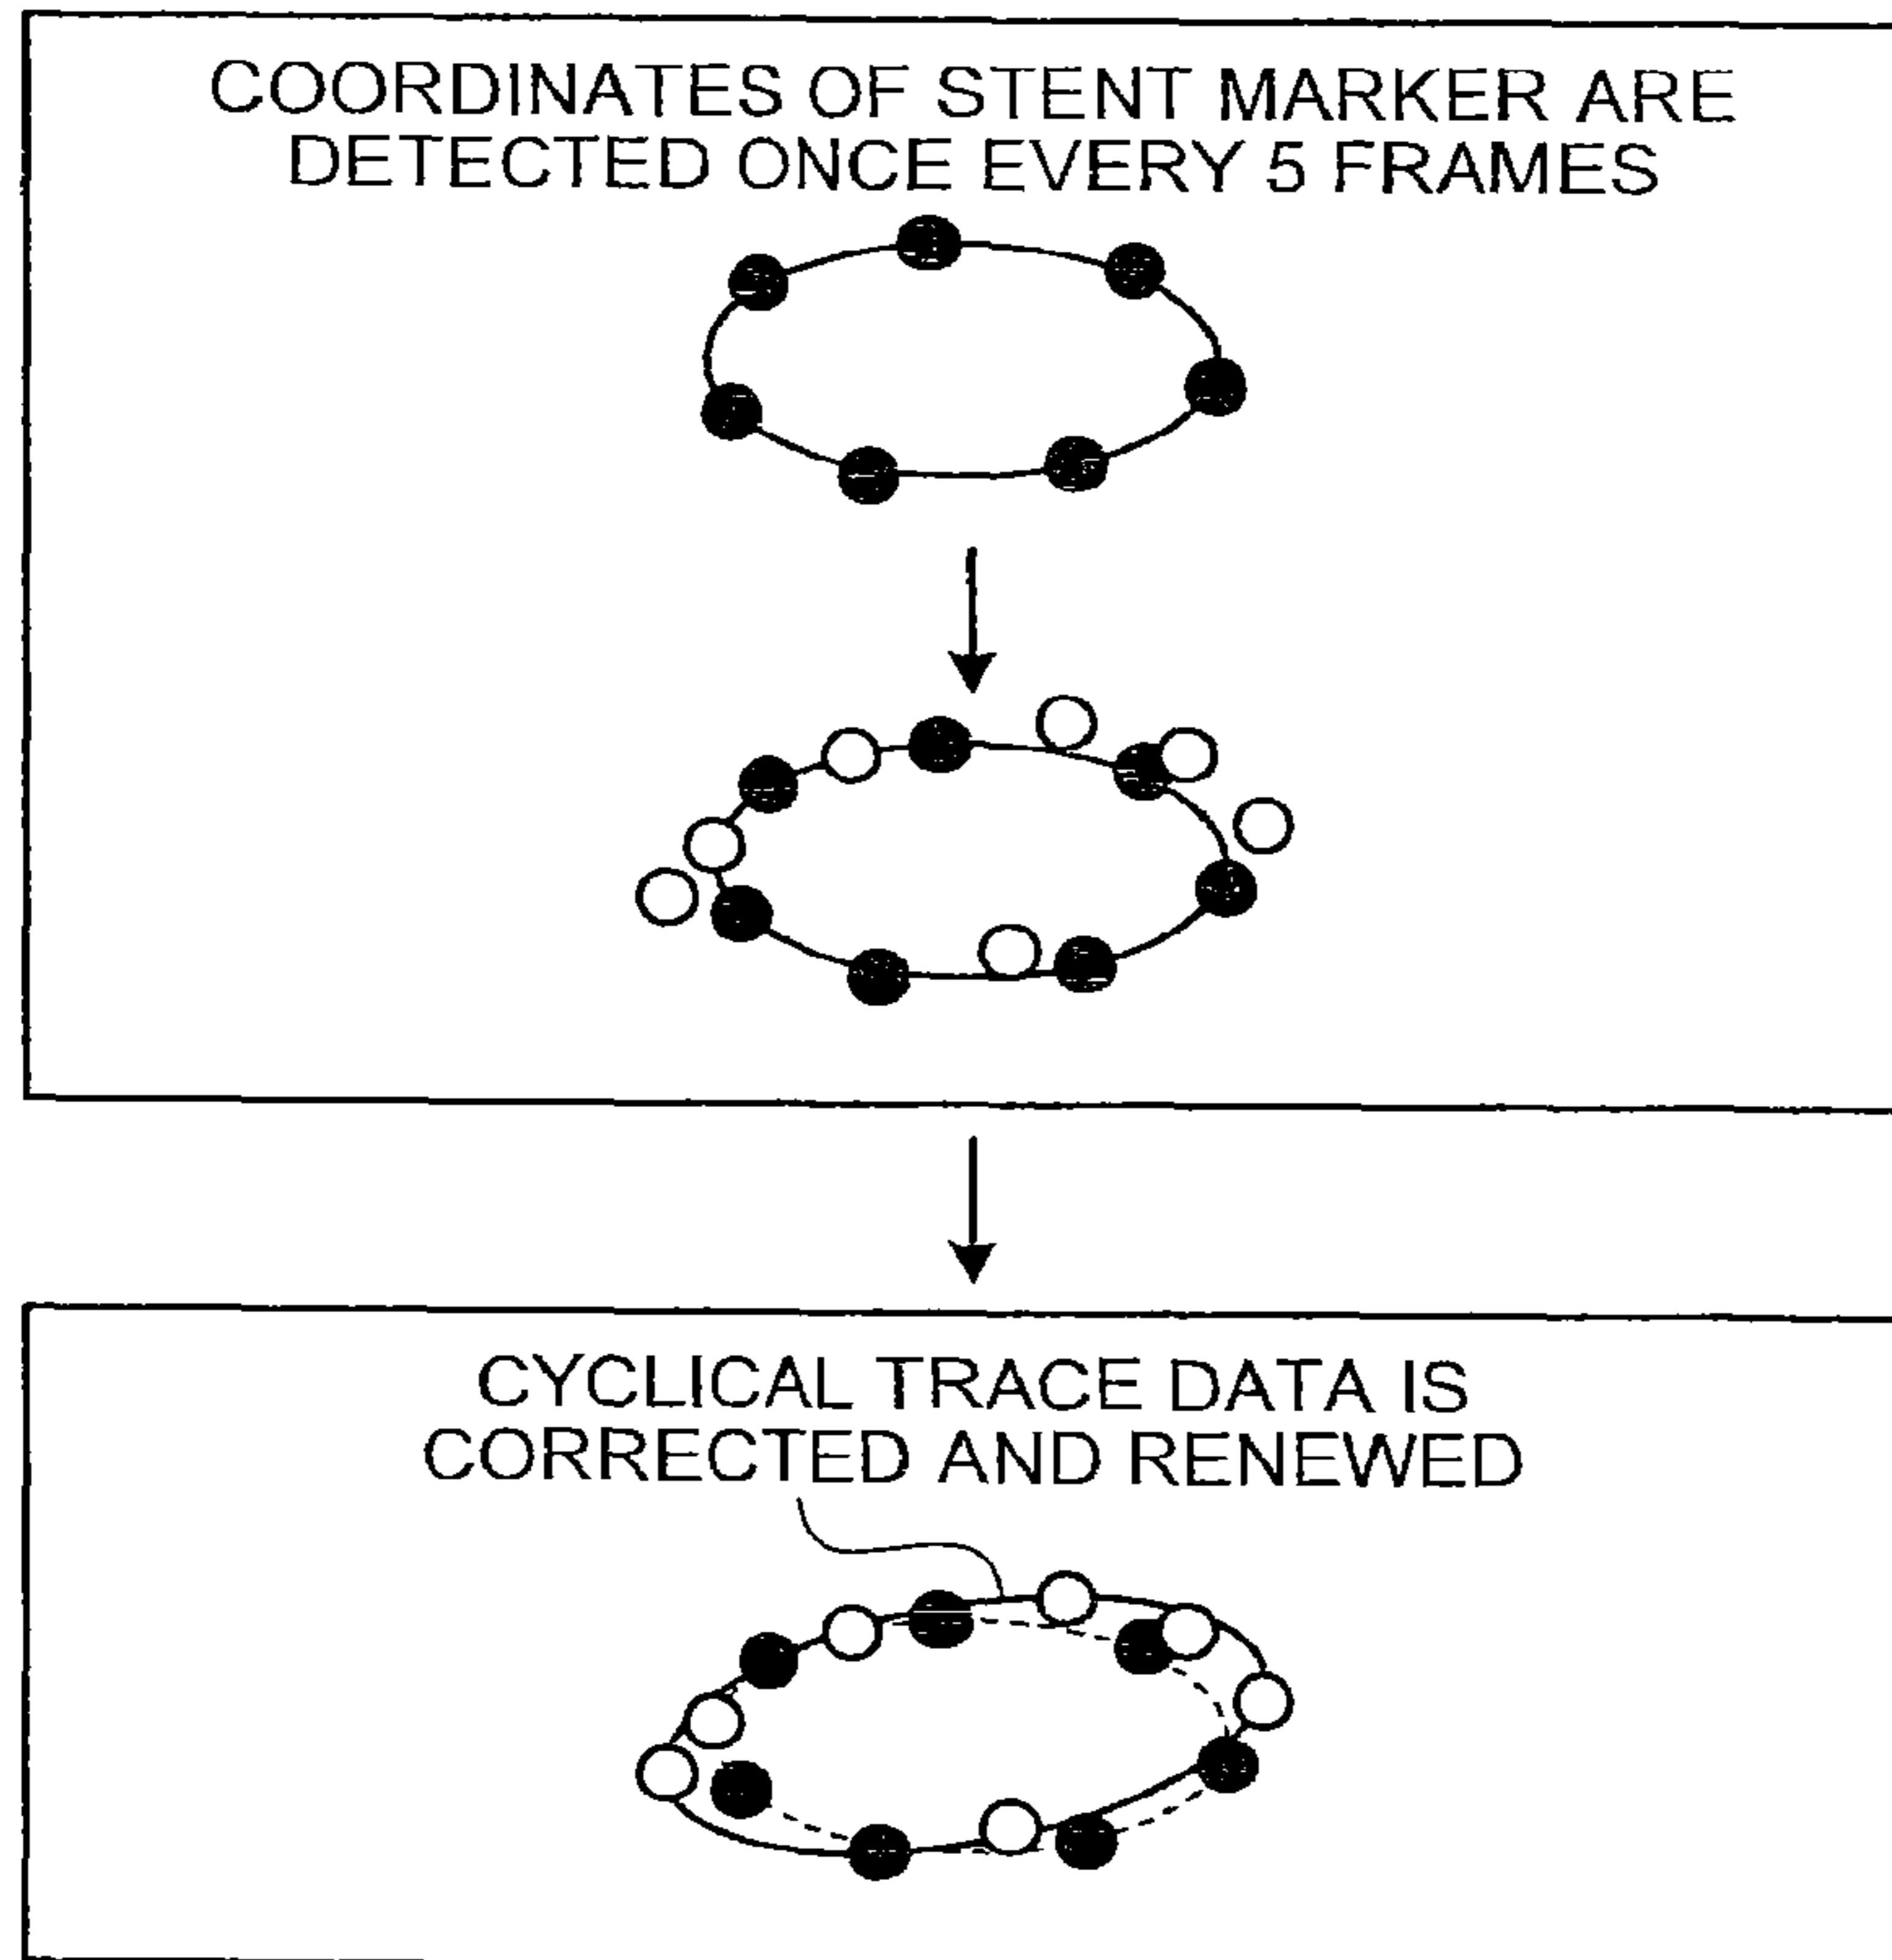 COORDINATES OF STENT MARKER ARE
DETECTED ONCE EVERY 5 FRAMES
CYCLICAL TRACE DATA IS
CORRECTED AND RENEWED